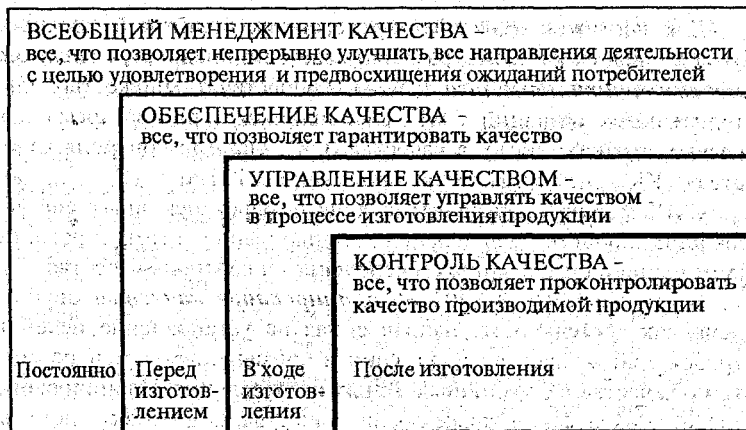 ВСЕОБЩИЙ МЕНЕДЖМЕНТ КАЧЕСТВА –
все, что позволяет непрерывно улучшать все направления деятельности
с целью удовлетворения и предвосхищения ожиданий потребителей
ОБЕСПЕЧЕНИЕ КАЧЕСТВА –
все, что позволяет гарантировать качество
УПРАВЛЕНИЕ КАЧЕСТВОМ –
все, что позволяет управлять качеством
в процессе изготовления продукции
КОНТРОЛЬ КАЧЕСТВА –
все, что позволяет проконтролировать
качество производимой продукции
Постоянно
Перед
изготов-
лением
В ходе
изготов-
ления
После изготовления